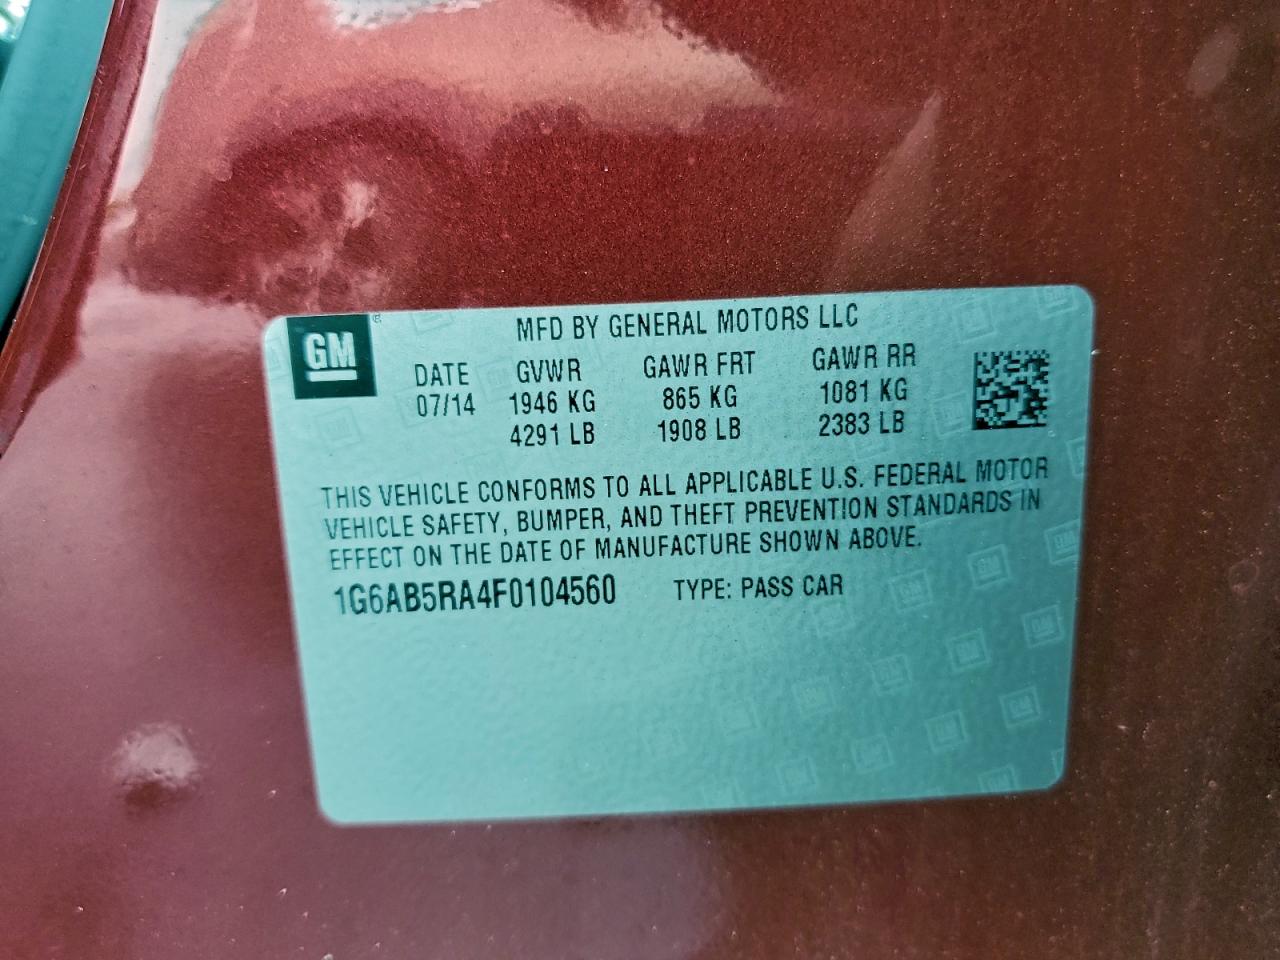 GM
MFD BY GENERAL MOTORS LLC
DATE GVWR GAWR FRT GAWR RR
07/14 1946 KG 865 KG 1081 KG
4291 LB 1908 LB 2383 LB
THIS VEHICLE CONFORMS TO ALL APPLICABLE U.S. FEDERAL MOTOR
VEHICLE SAFETY, BUMPER, AND THEFT PREVENTION STANDARDS IN
EFFECT ON THE DATE OF MANUFACTURE SHOWN ABOVE.
1G6AB5RA4F0104560 TYPE: PASS CAR